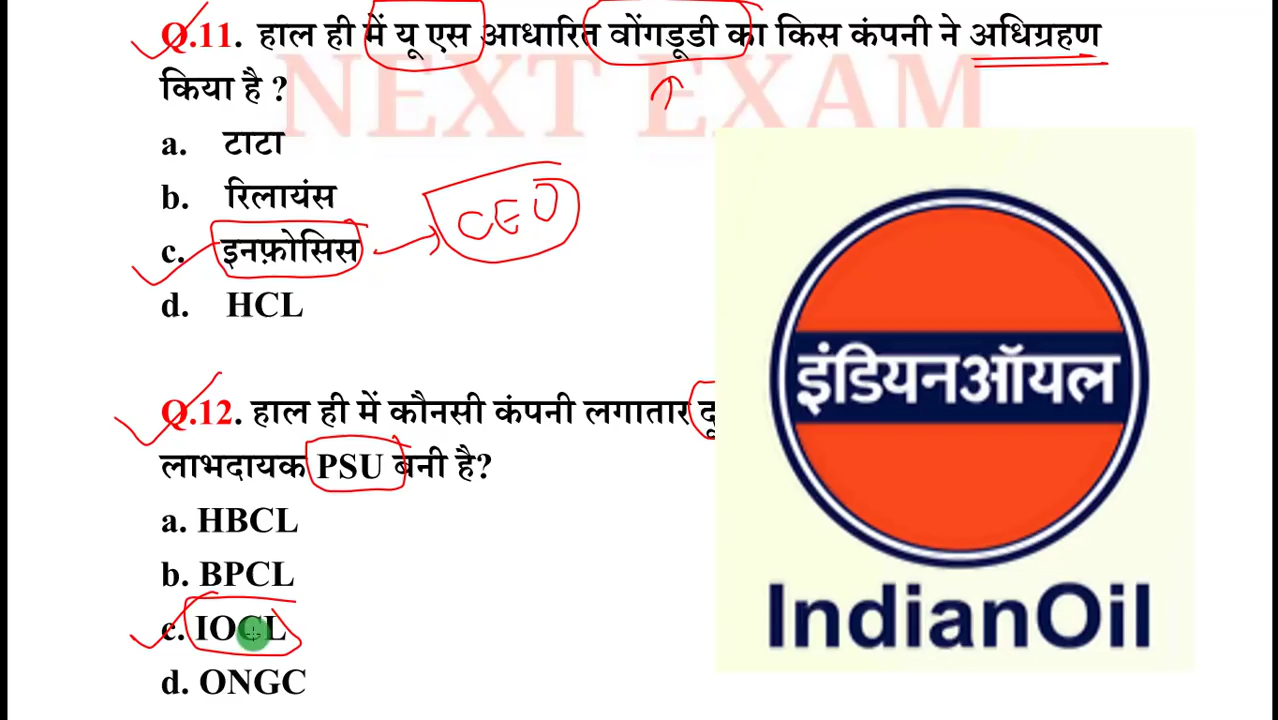 Q.11. हाल ही में यू एस आधारित वोंगडूडी का किस कंपनी ने अधिग्रहण
किया है ?
NEXT EXAM
a. टाटा
b. रिलायंस
c. इनफ़ोसिस
CEO
d. HCL
Q.12. हाल ही में कौनसी कंपनी लगातार
लाभदायक PSU बनी है?
a. HBCL
b. BPCL
c. IOCL
d. ONGC
इंडियनऑयल
IndianOil